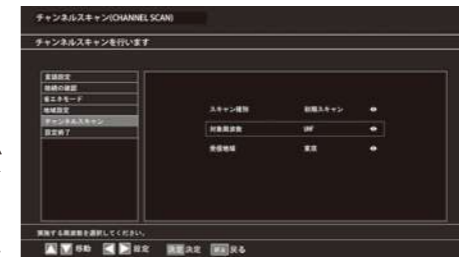 チャンネルスキャン(CHANNEL SCAN)
チャンネルスキャンを行います
言語設定
接続の確認
省エネモード
地域設定
チャンネルスキャン
設定終了
スキャン種別 初期スキャン
対象周波数 UHF
受信地域 東京
実施する周波数を選択してください。
移動 設定 決定 決定 戻る 戻る